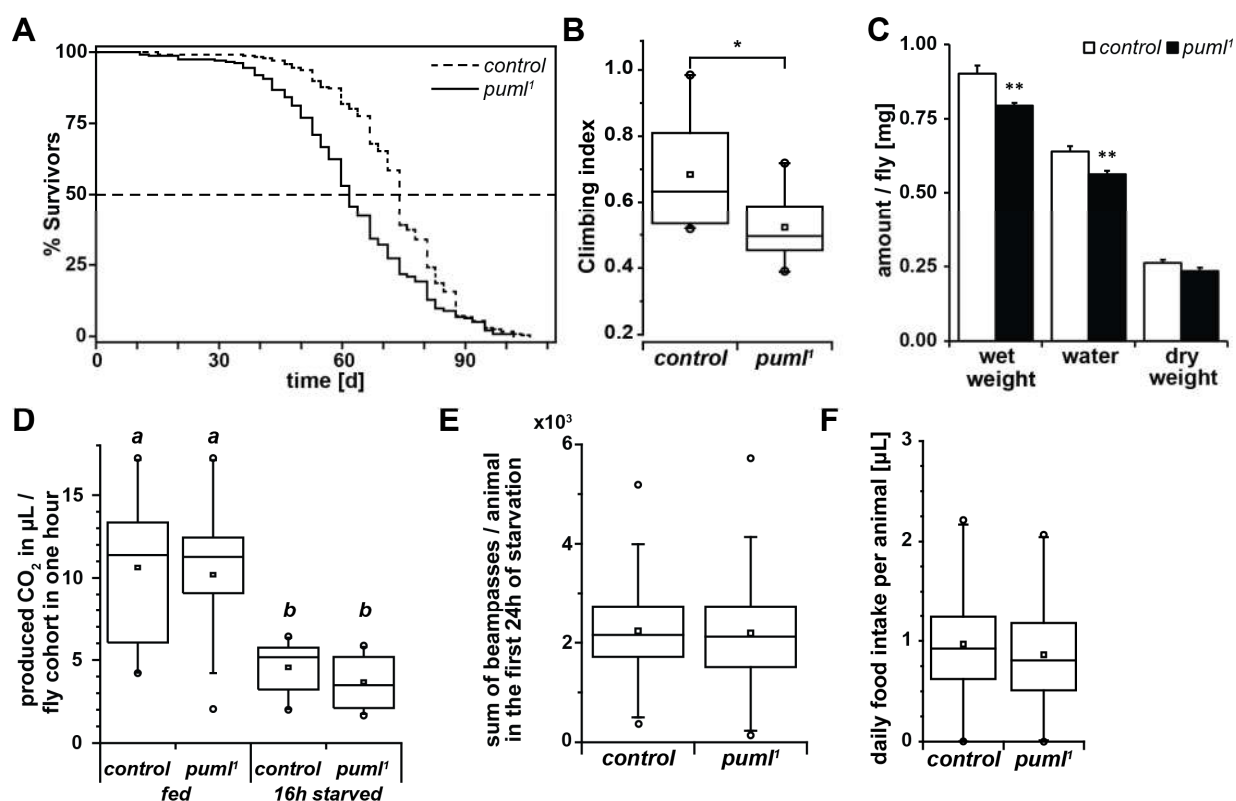 A
100
75
50
25
0
% Survivors
0 30 60 90
time [d]
control
puml¹
B
*
1.0
0.8
0.6
0.4
0.2
Climbing index
control puml¹
C
1.00
0.75
0.50
0.25
0.00
amount / fly [mg]
control puml¹
**
**
wet
weight
water
dry
weight
D
a a
b b
15
10
5
0
produced CO₂ in µL /
fly cohort in one hour
control puml¹ control puml¹
fed 16h starved
E
x10³
6
4
2
0
sum of beampasses / animal
in the first 24h of starvation
control puml¹
F
3
2
1
0
daily food intake per animal [µL]
control puml¹